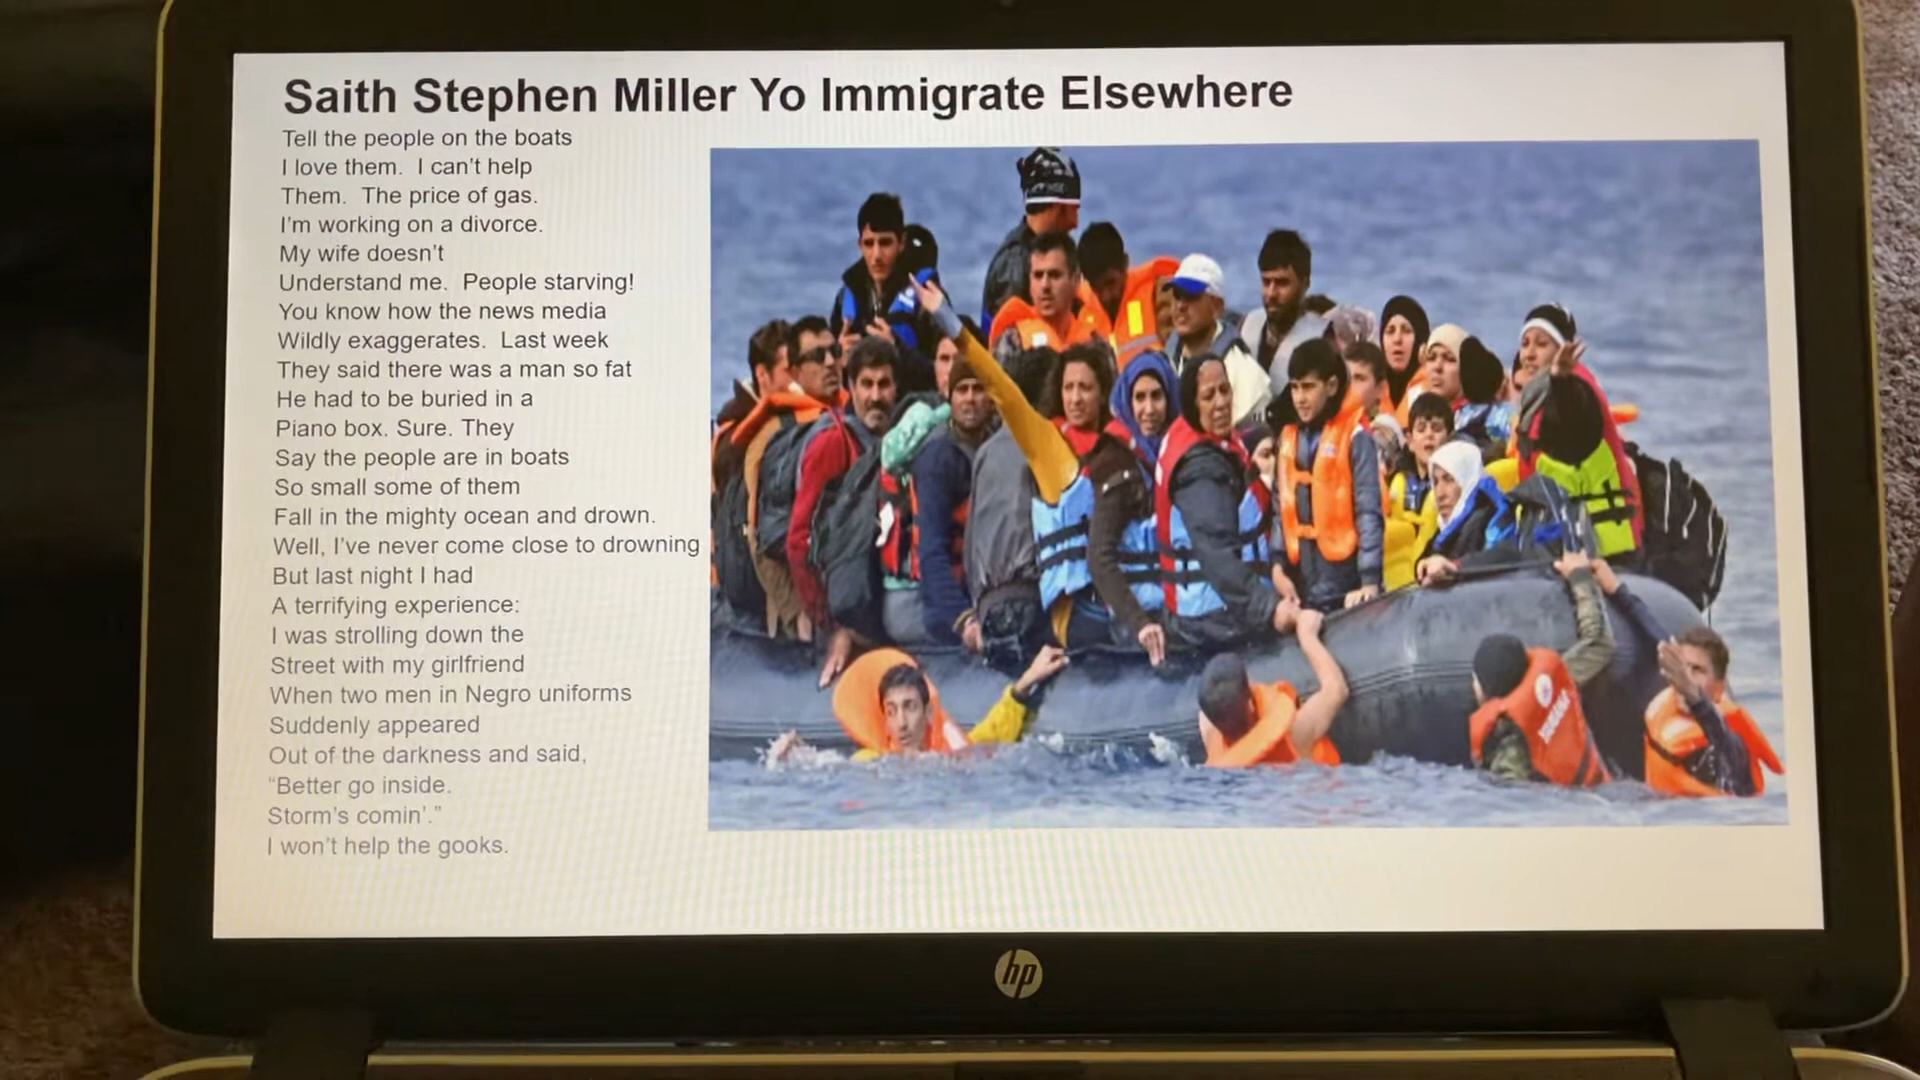 Saith Stephen Miller Yo Immigrate Elsewhere
Tell the people on the boats
I love them.  I can't help
Them.  The price of gas.
I'm working on a divorce.
My wife doesn't
Understand me.  People starving!
You know how the news media
Wildly exaggerates.  Last week
They said there was a man so fat
He had to be buried in a
Piano box. Sure. They
Say the people are in boats
So small some of them
Fall in the mighty ocean and drown.
Well, I've never come close to drowning
But last night I had
A terrifying experience:
I was strolling down the
Street with my girlfriend
When two men in Negro uniforms
Suddenly appeared
Out of the darkness and said,
“Better go inside.
Storm's comin'.”
I won't help the gooks.
hp